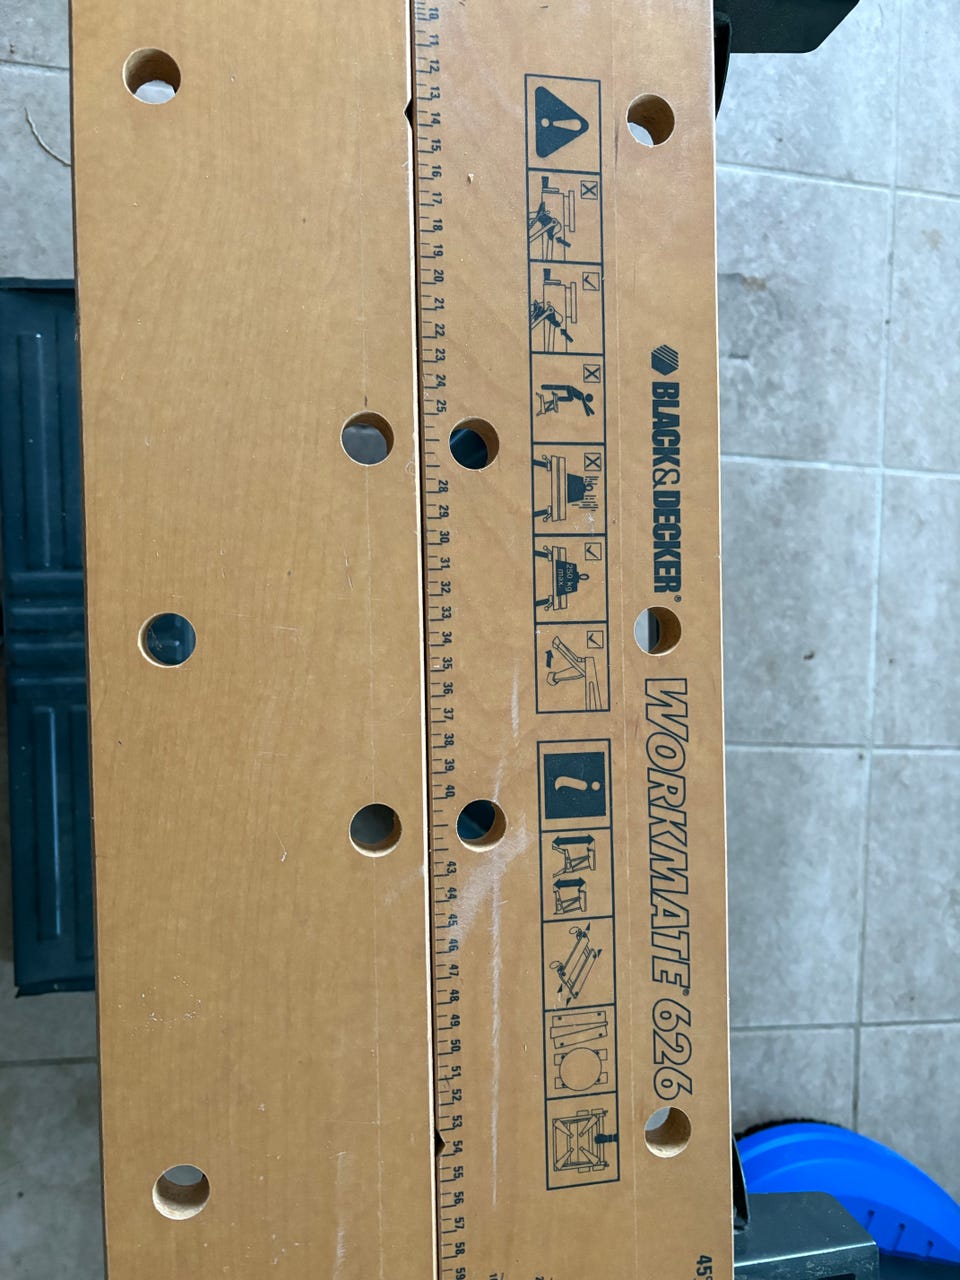 10 11 12 13 14 15 16 17 18 19 20 21 22 23 24 25 28 29 30 31 32 33 34 35 36 37 38 39 40 43 44 45 46 47 48 49 50 51 52 53 54 55 56 57 58 59
250 kg
max.
i
BLACK&DECKER®
WORKMATE® 626
45°